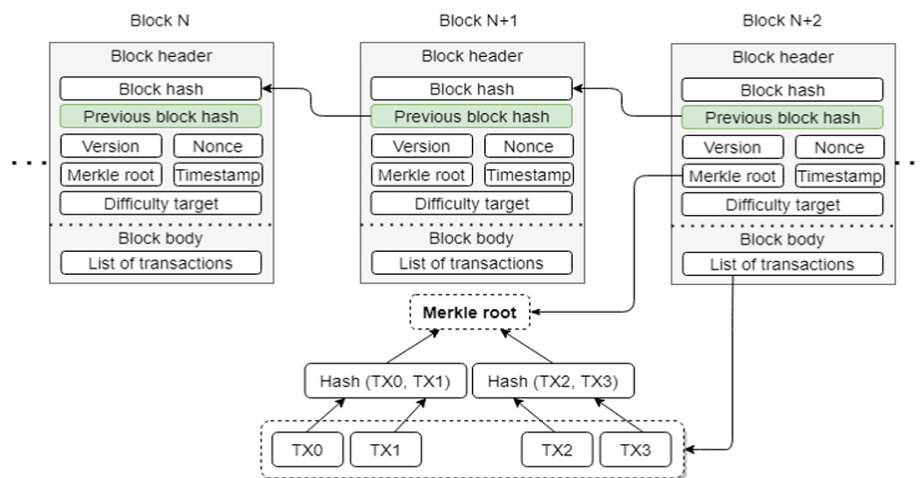 Block N
Block header
Block hash
Previous block hash
Version Nonce
Merkle root Timestamp
Difficulty target
Block body
List of transactions
Block N+1
Block header
Block hash
Previous block hash
Version Nonce
Merkle root Timestamp
Difficulty target
Block body
List of transactions
Block N+2
Block header
Block hash
Previous block hash
Version Nonce
Merkle root Timestamp
Difficulty target
Block body
List of transactions
Merkle root
Hash (TX0, TX1) Hash (TX2, TX3)
TX0 TX1 TX2 TX3